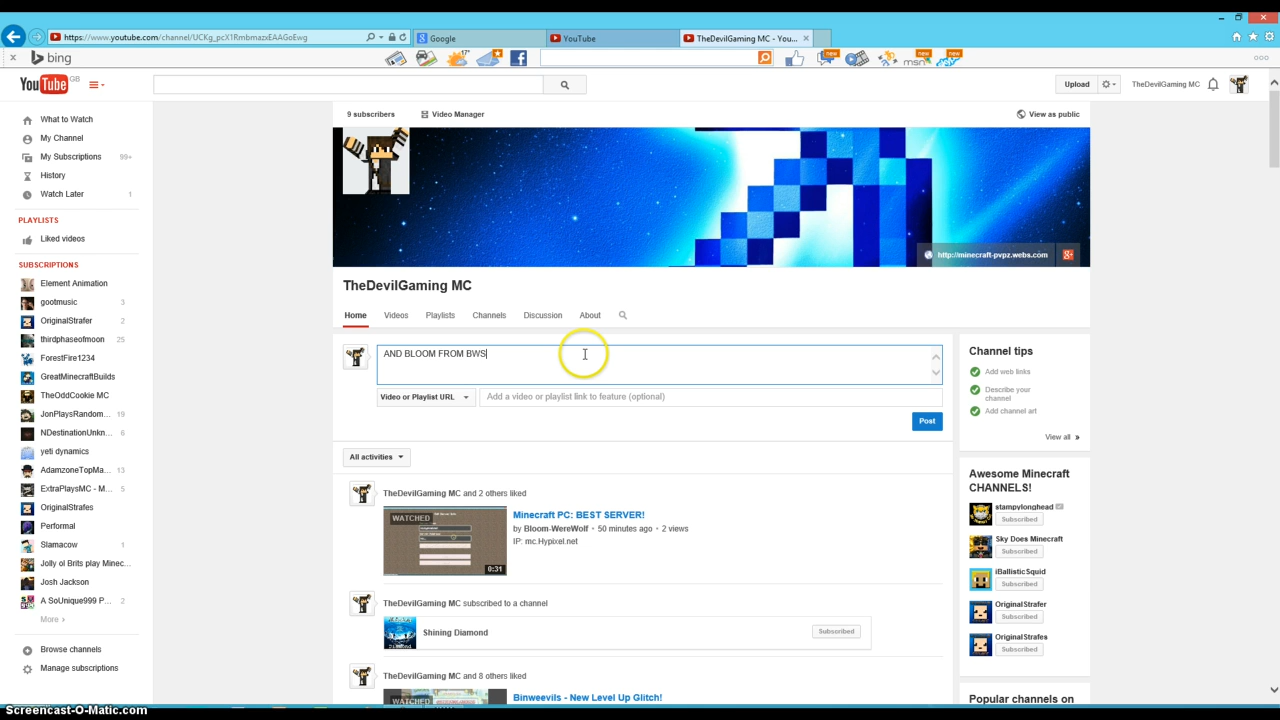 https://www.youtube.com/channel/UCKg_pcX1RmbmazxEAAGoEwg
Google
YouTube
TheDevilGaming MC - You...
bing
17°
new
msn
new
new
YouTube GB
Upload
TheDevilGaming MC
What to Watch
My Channel
My Subscriptions 99+
History
Watch Later 1
PLAYLISTS
Liked videos
SUBSCRIPTIONS
Element Animation
gootmusic 3
OriginalStrafer 2
thirdphaseofmoon 25
ForestFire1234
GreatMinecraftBuilds
TheOddCookie MC
JonPlaysRandom... 19
NDestinationUnkn... 6
yeti dynamics
AdamzoneTopMa... 13
ExtraPlaysMC - M... 5
OriginalStrafes
Performal
Slamacow 1
Jolly ol Brits play Minec...
Josh Jackson
A SoUnique999 P... 2
More ›
Browse channels
Manage subscriptions
9 subscribers
Video Manager
View as public
http://minecraft-pvpz.webs.com
TheDevilGaming MC
Home
Videos
Playlists
Channels
Discussion
About
AND BLOOM FROM BWS
Video or Playlist URL
Add a video or playlist link to feature (optional)
Post
All activities
TheDevilGaming MC and 2 others liked
WATCHED
0:31
Minecraft PC: BEST SERVER!
by Bloom-WereWolf • 50 minutes ago • 2 views
IP: mc.Hypixel.net
TheDevilGaming MC subscribed to a channel
Shining Diamond
Subscribed
TheDevilGaming MC and 8 others liked
WATCHED
Binweevils - New Level Up Glitch!
Channel tips
Add web links
Describe your
channel
Add channel art
View all »
Awesome Minecraft
CHANNELS!
stampylonghead
Subscribed
Sky Does Minecraft
Subscribed
iBallisticSquid
Subscribed
OriginalStrafer
Subscribed
OriginalStrafes
Subscribed
Popular channels on
Screencast-O-Matic.com